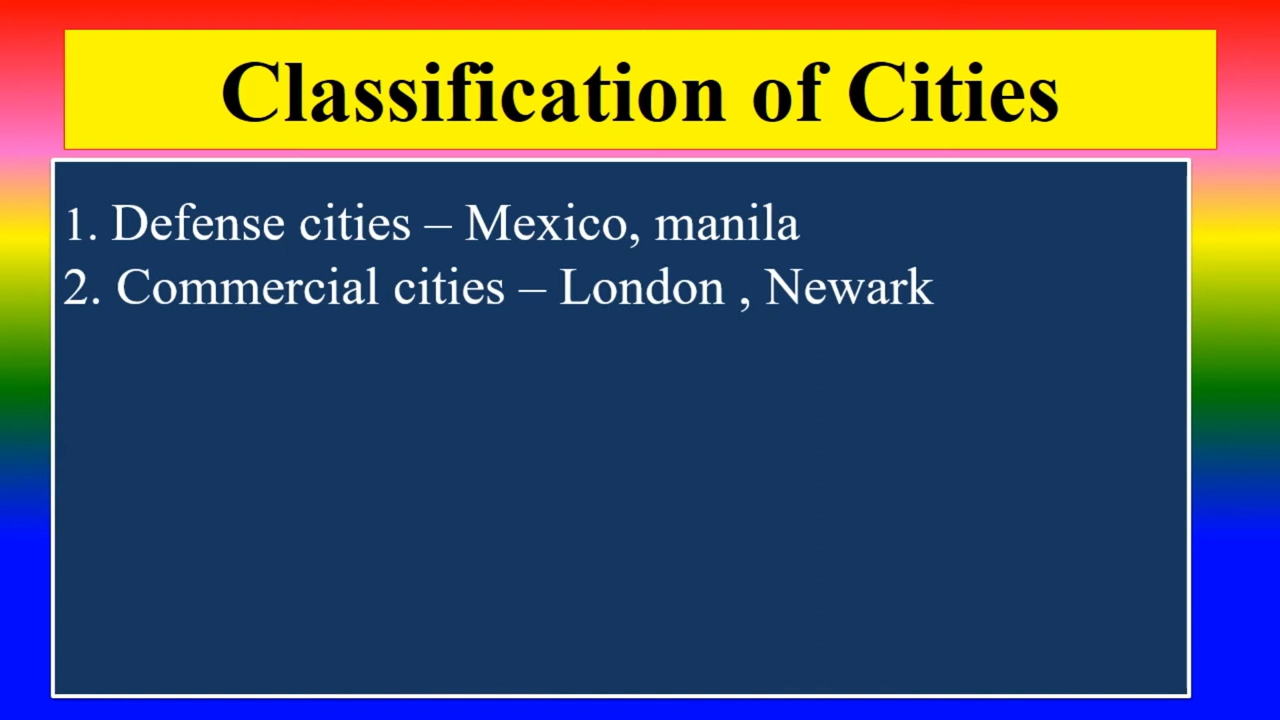 Classification of Cities
1. Defense cities – Mexico, manila
2. Commercial cities – London , Newark